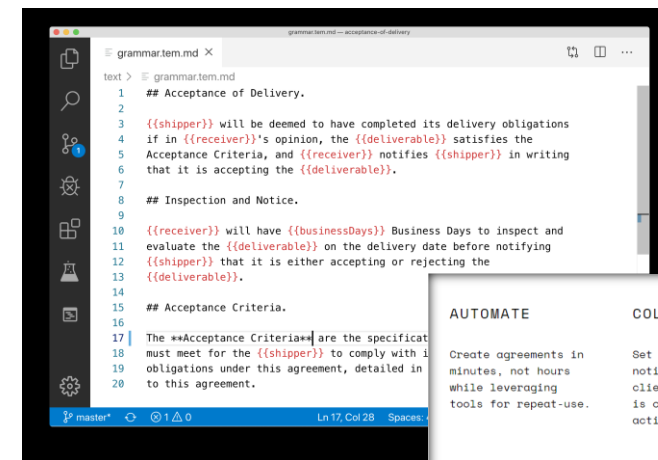 grammar.tem.md — acceptance-of-delivery
grammar.tem.md ×
text > grammar.tem.md
1 ## Acceptance of Delivery.
2
3 {{shipper}} will be deemed to have completed its delivery obligations
4 if in {{receiver}}'s opinion, the {{deliverable}} satisfies the
5 Acceptance Criteria, and {{receiver}} notifies {{shipper}} in writing
6 that it is accepting the {{deliverable}}.
7
8 ## Inspection and Notice.
9
10 {{receiver}} will have {{businessDays}} Business Days to inspect and
11 evaluate the {{deliverable}} on the delivery date before notifying
12 {{shipper}} that it is either accepting or rejecting the
13 {{deliverable}}.
14
15 ## Acceptance Criteria.
16
17 The **Acceptance Criteria** are the specificat
18 must meet for the {{shipper}} to comply with i
19 obligations under this agreement, detailed in
20 to this agreement.
1
master* 1 0 Ln 17, Col 28 Spaces:
AUTOMATE
Create agreements in
minutes, not hours
while leveraging
tools for repeat-use.
COL
Set
noti
clie
is c
acti